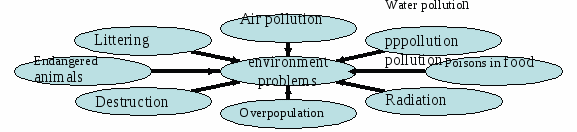 Water pollution
Air pollution
Littering
pppollution
pollution
Endangered
animals
environment
problems
Poisons in food
Destruction
Overpopulation
Radiation